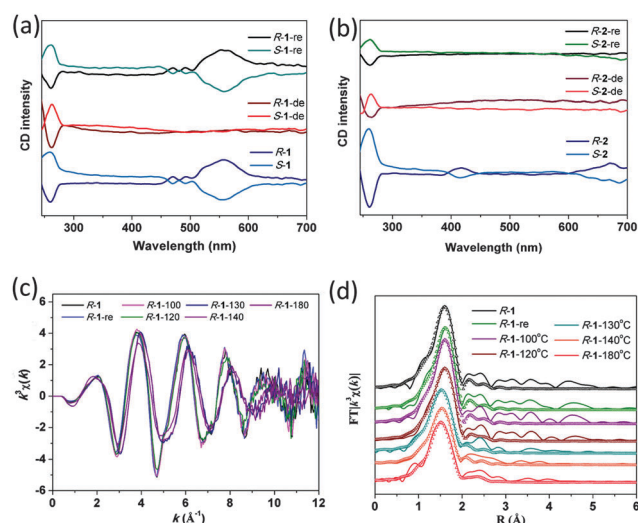 (a)
R-1-re
S-1-re
R-1-de
S-1-de
R-1
S-1
CD intensity
300 400 500 600 700
Wavelength (nm)
(b)
R-2-re
S-2-re
R-2-de
S-2-de
R-2
S-2
CD intensity
300 400 500 600 700
Wavelength (nm)
(c)
R-1 R-1-100 R-1-130 R-1-180
R-1-re R-1-120 R-1-140
k³χ(k)
6
4
2
0
-2
-4
-6
0 2 4 6 8 10 12
k (Å⁻¹)
(d)
R-1
R-1-re
R-1-100°C
R-1-120°C
R-1-130°C
R-1-140°C
R-1-180°C
FT|k³χ(k)|
0 1 2 3 4 5 6
R (Å)